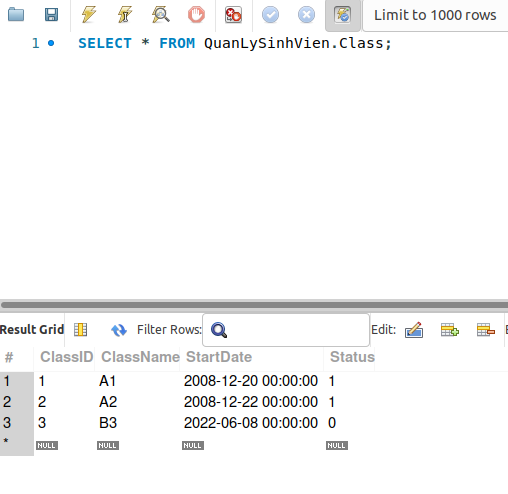 Limit to 1000 rows
1 SELECT * FROM QuanLySinhVien.Class;
Result Grid Filter Rows: Edit:
# ClassID ClassName StartDate Status
1 1 A1 2008-12-20 00:00:00 1
2 2 A2 2008-12-22 00:00:00 1
3 3 B3 2022-06-08 00:00:00 0
* NULL NULL NULL NULL